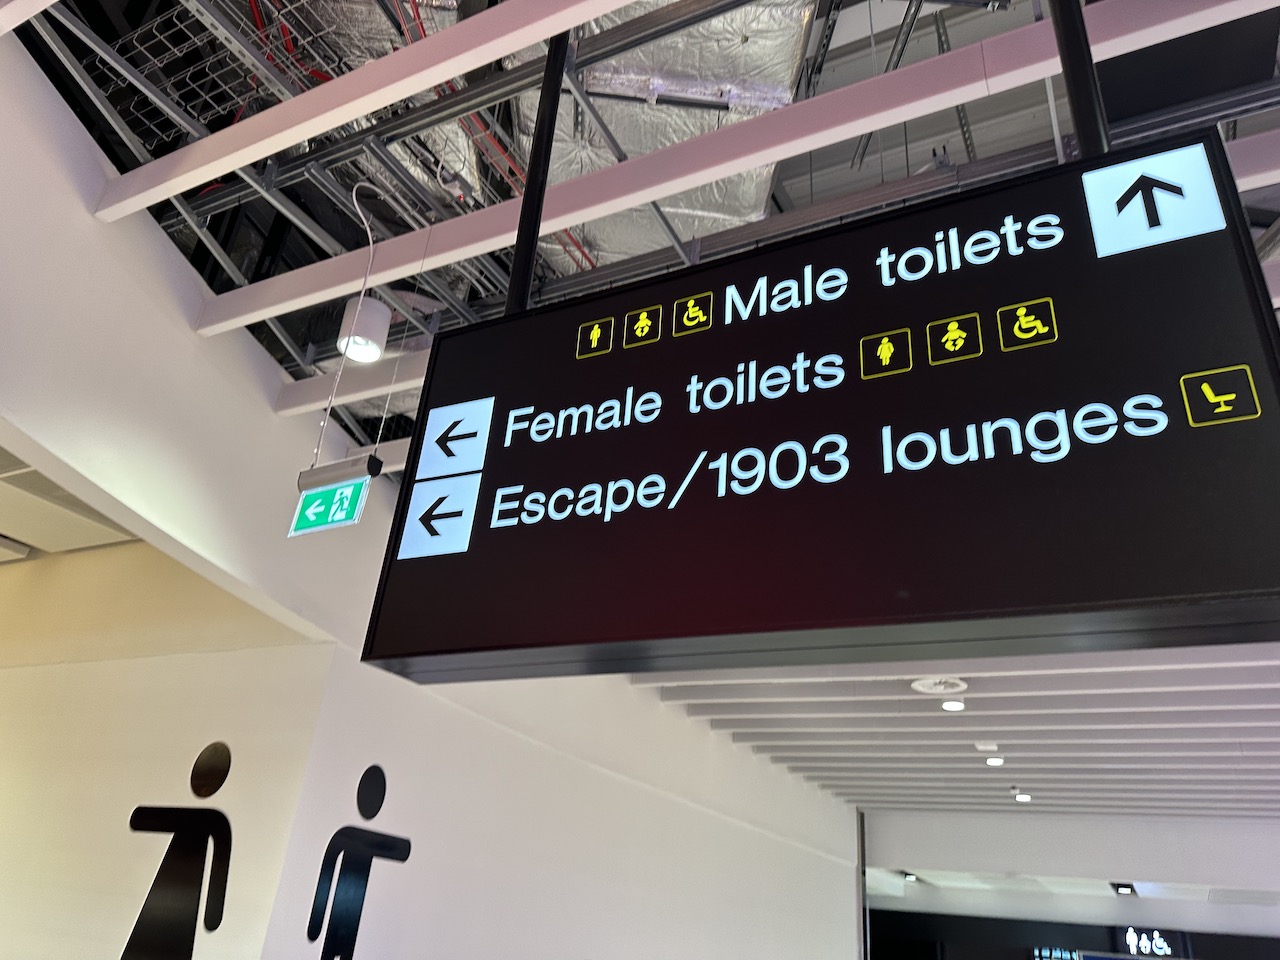 Male toilets
Female toilets
Escape/1903 lounges